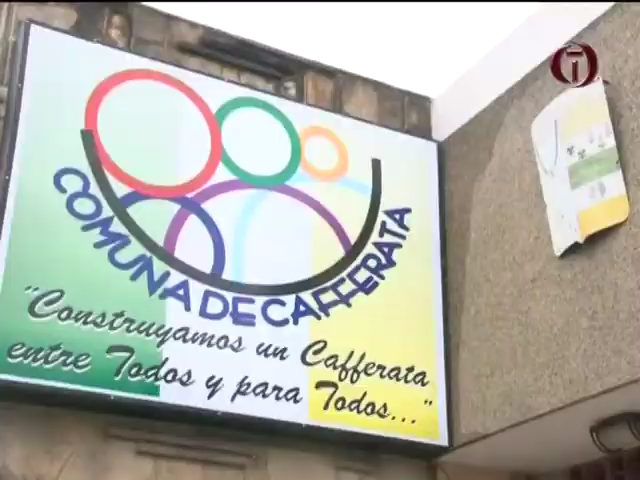 COMUNA DE CAFFERATA
"Construyamos un Cafferata
entre Todos y para Todos..."